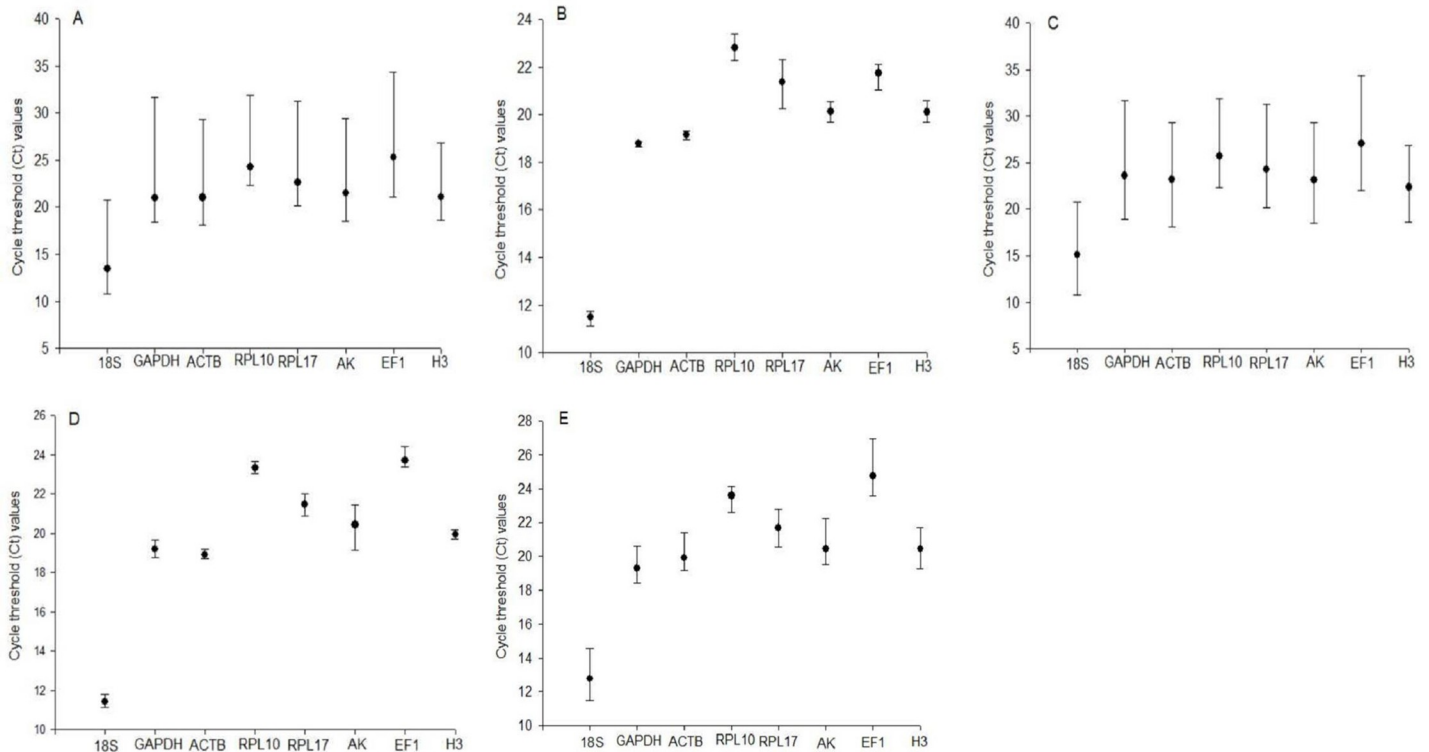 A
40
35
30
25
20
15
10
5
Cycle threshold (Ct) values
18S GAPDH ACTB RPL10 RPL17 AK EF1 H3
B
24
22
20
18
16
14
12
10
Cycle threshold (Ct) values
18S GAPDH ACTB RPL10 RPL17 AK EF1 H3
C
40
35
30
25
20
15
10
5
Cycle threshold (Ct) values
18S GAPDH ACTB RPL10 RPL17 AK EF1 H3
D
26
24
22
20
18
16
14
12
10
Cycle threshold (Ct) values
18S GAPDH ACTB RPL10 RPL17 AK EF1 H3
E
28
26
24
22
20
18
16
14
12
10
Cycle threshold (Ct) values
18S GAPDH ACTB RPL10 RPL17 AK EF1 H3